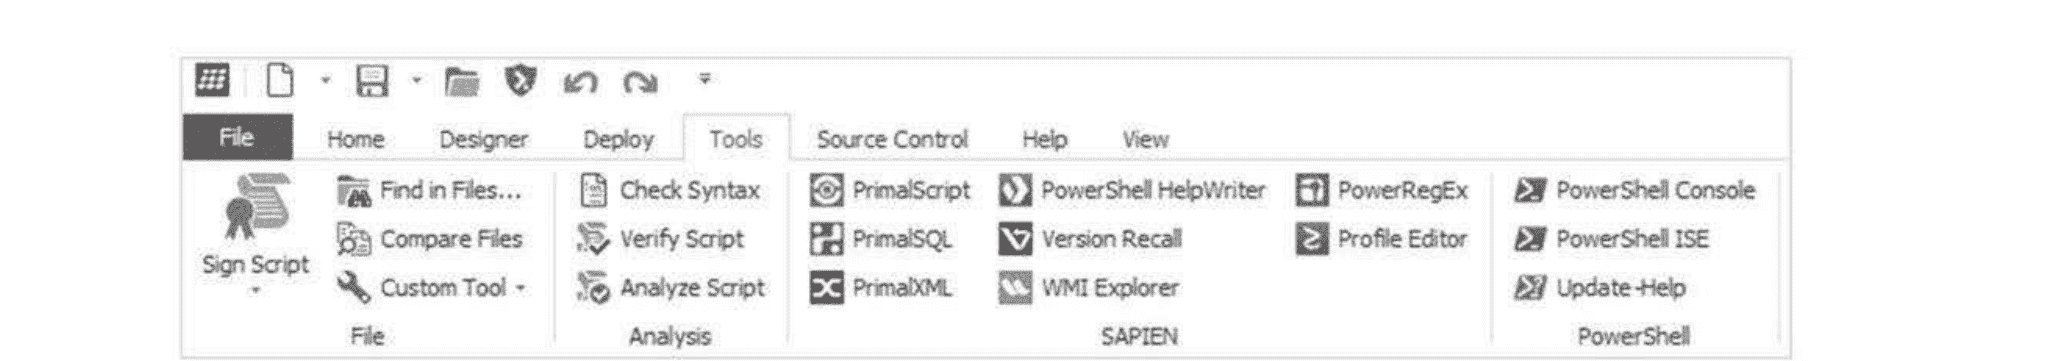 File Home Designer Deploy Tools Source Control Help View
Find in Files... Check Syntax PrimalScript PowerShell HelpWriter PowerRegEx PowerShell Console
Compare Files Verify Script PrimalSQL Version Recall Profile Editor PowerShell ISE
Sign Script
Custom Tool Analyze Script PrimalXML WMI Explorer Update-Help
File Analysis SAPIEN PowerShell